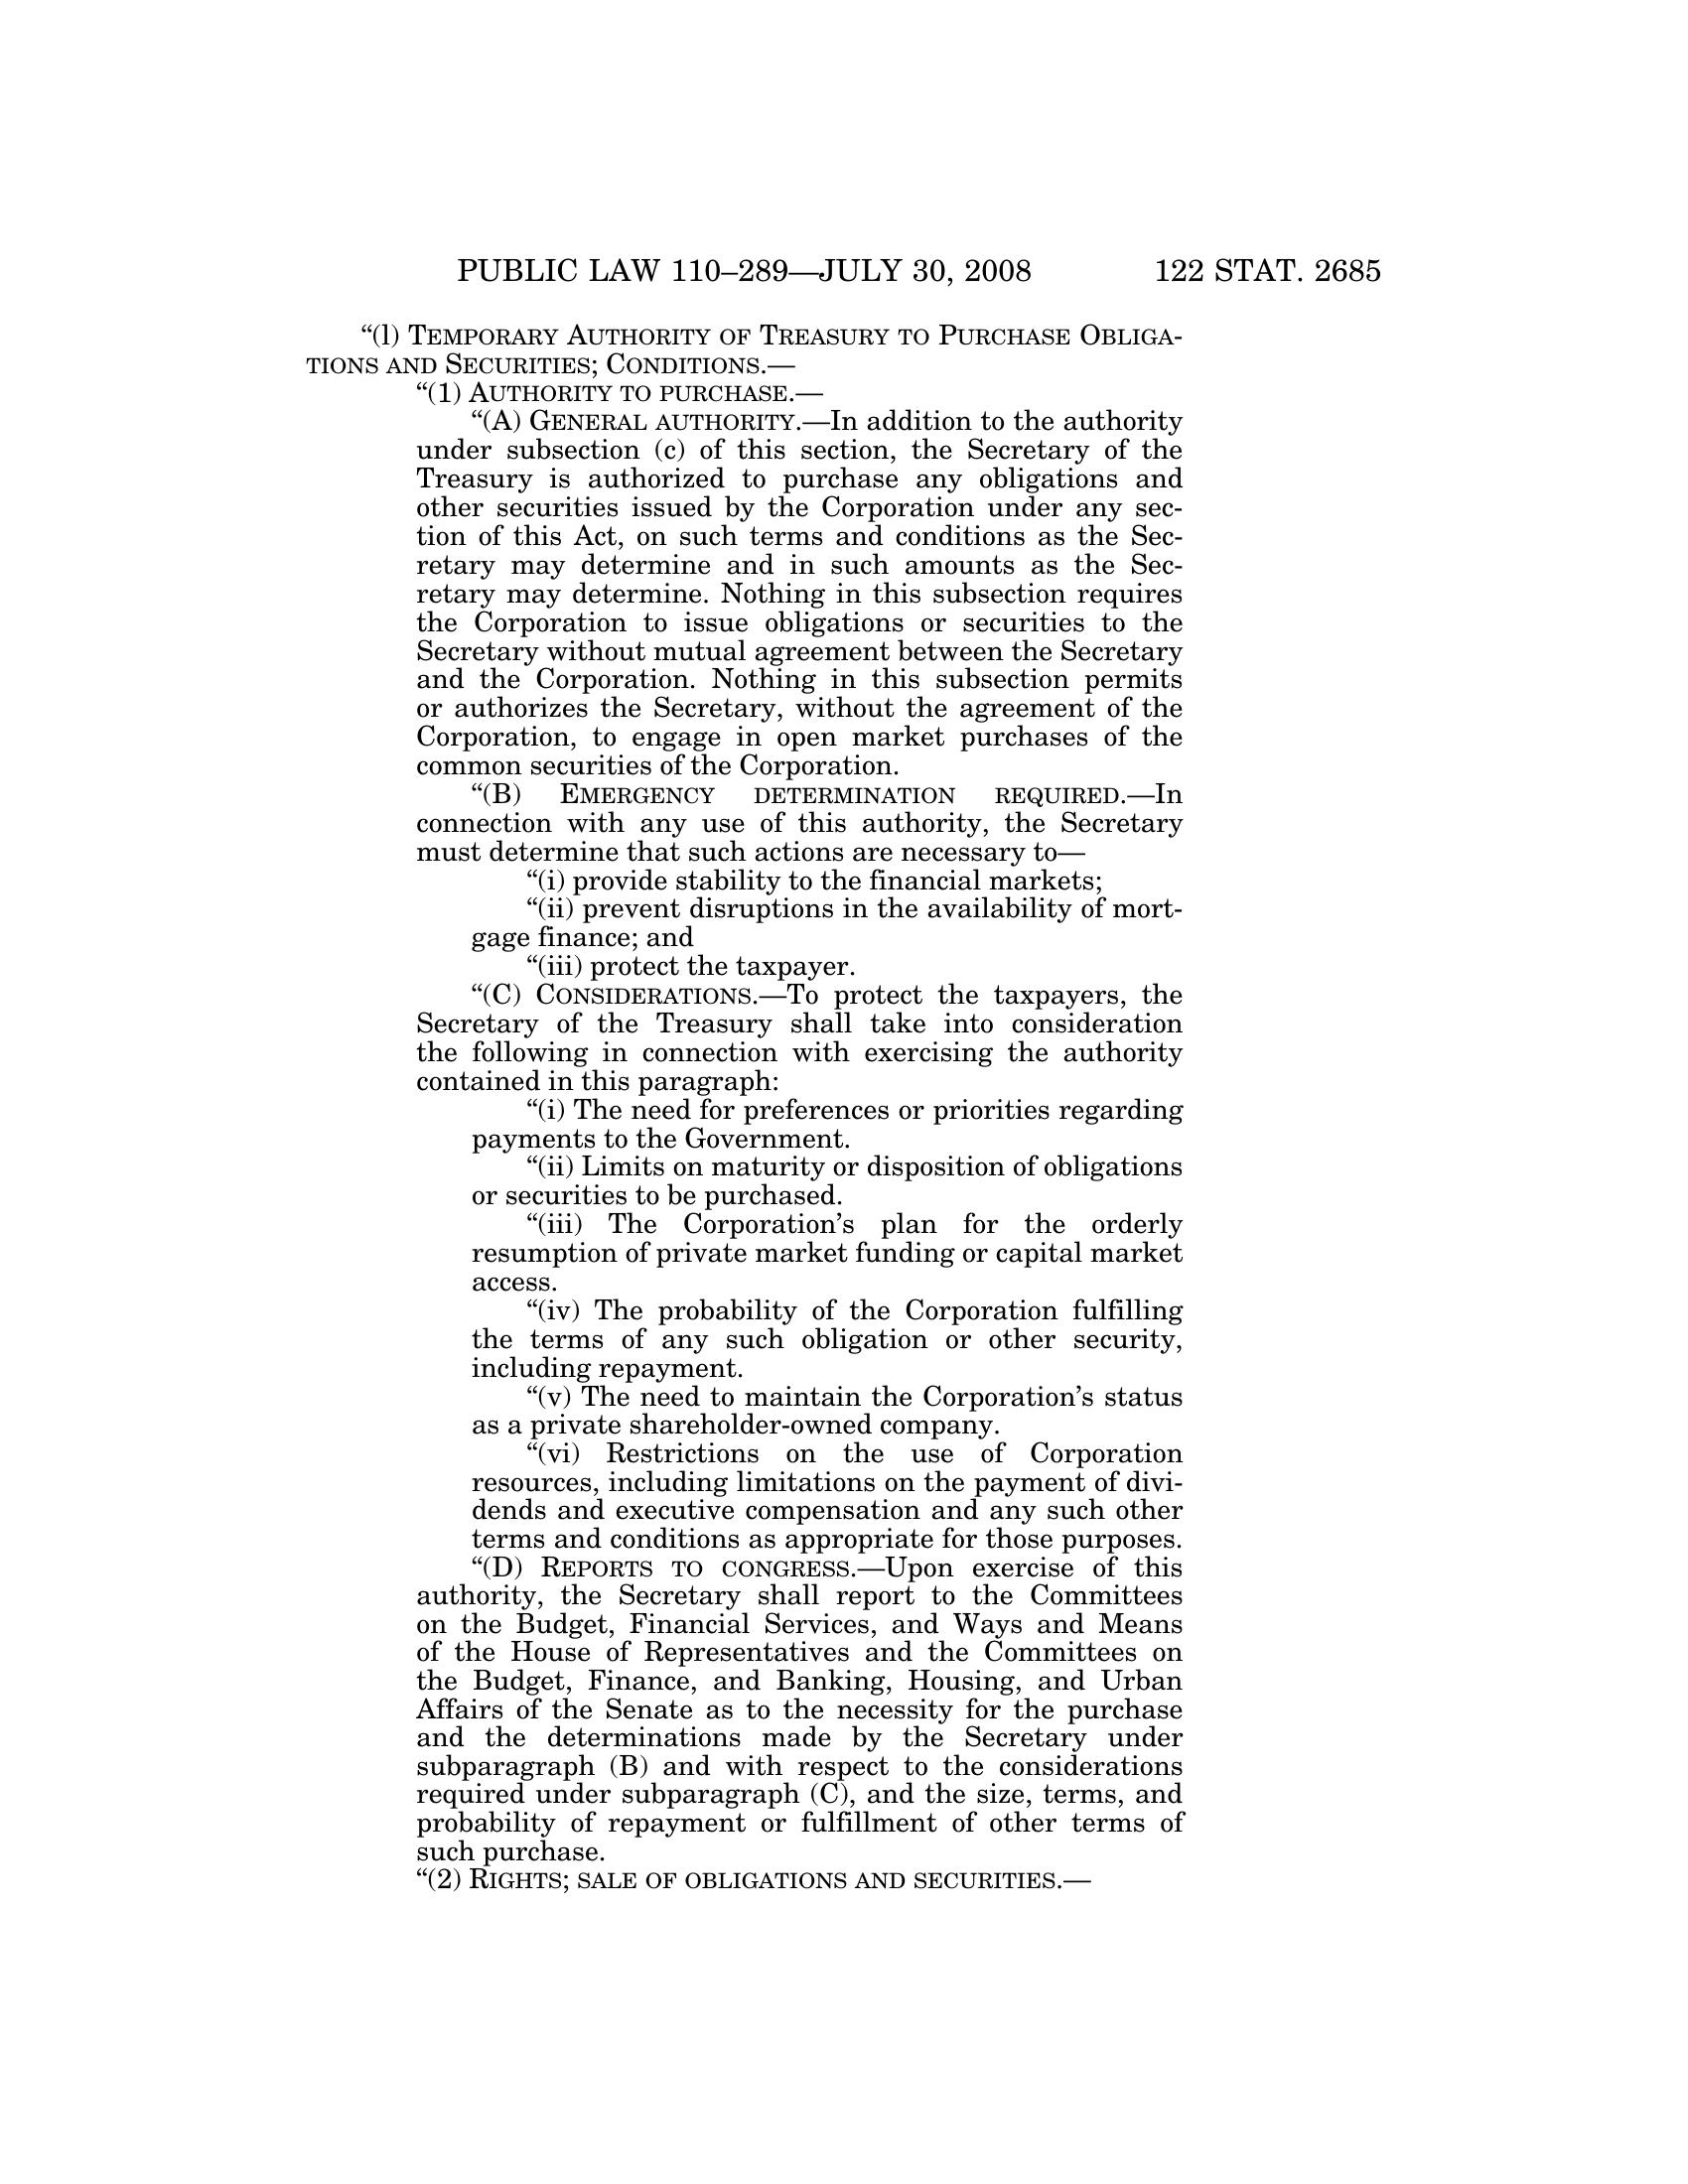 PUBLIC LAW 110–289—JULY 30, 2008 122 STAT. 2685
“(l) TEMPORARY AUTHORITY OF TREASURY TO PURCHASE OBLIGA-
TIONS AND SECURITIES; CONDITIONS.—
“(1) AUTHORITY TO PURCHASE.—
“(A) GENERAL AUTHORITY.—In addition to the authority
under subsection (c) of this section, the Secretary of the
Treasury is authorized to purchase any obligations and
other securities issued by the Corporation under any sec-
tion of this Act, on such terms and conditions as the Sec-
retary may determine and in such amounts as the Sec-
retary may determine. Nothing in this subsection requires
the Corporation to issue obligations or securities to the
Secretary without mutual agreement between the Secretary
and the Corporation. Nothing in this subsection permits
or authorizes the Secretary, without the agreement of the
Corporation, to engage in open market purchases of the
common securities of the Corporation.
“(B) EMERGENCY DETERMINATION REQUIRED.—In
connection with any use of this authority, the Secretary
must determine that such actions are necessary to—
“(i) provide stability to the financial markets;
“(ii) prevent disruptions in the availability of mort-
gage finance; and
“(iii) protect the taxpayer.
“(C) CONSIDERATIONS.—To protect the taxpayers, the
Secretary of the Treasury shall take into consideration
the following in connection with exercising the authority
contained in this paragraph:
“(i) The need for preferences or priorities regarding
payments to the Government.
“(ii) Limits on maturity or disposition of obligations
or securities to be purchased.
“(iii) The Corporation’s plan for the orderly
resumption of private market funding or capital market
access.
“(iv) The probability of the Corporation fulfilling
the terms of any such obligation or other security,
including repayment.
“(v) The need to maintain the Corporation’s status
as a private shareholder-owned company.
“(vi) Restrictions on the use of Corporation
resources, including limitations on the payment of divi-
dends and executive compensation and any such other
terms and conditions as appropriate for those purposes.
“(D) REPORTS TO CONGRESS.—Upon exercise of this
authority, the Secretary shall report to the Committees
on the Budget, Financial Services, and Ways and Means
of the House of Representatives and the Committees on
the Budget, Finance, and Banking, Housing, and Urban
Affairs of the Senate as to the necessity for the purchase
and the determinations made by the Secretary under
subparagraph (B) and with respect to the considerations
required under subparagraph (C), and the size, terms, and
probability of repayment or fulfillment of other terms of
such purchase.
“(2) RIGHTS; SALE OF OBLIGATIONS AND SECURITIES.—